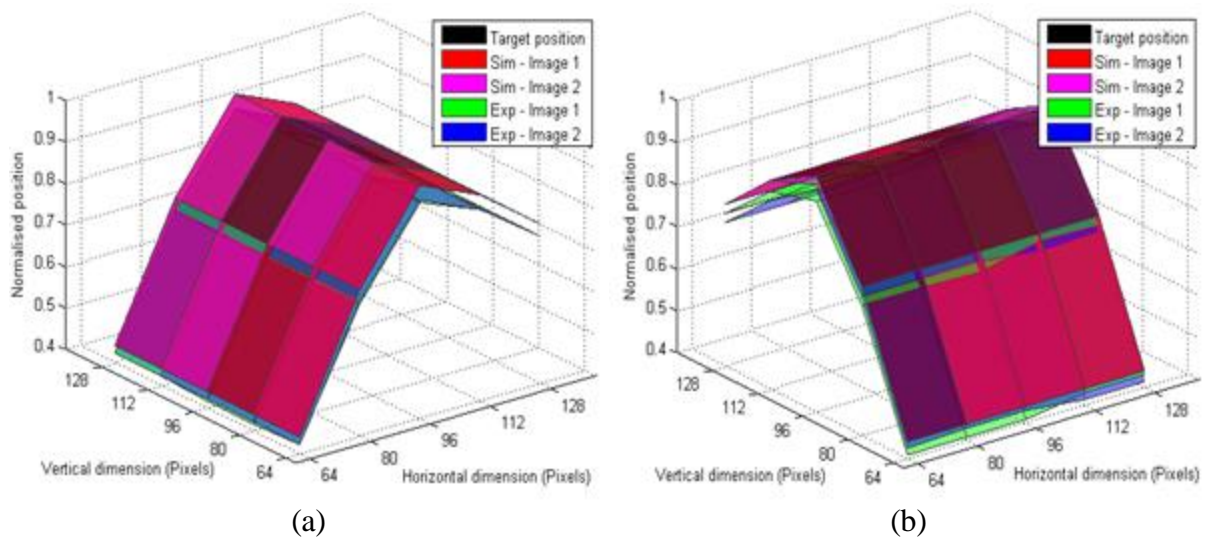 Target position
Sim - Image 1
Sim - Image 2
Exp - Image 1
Exp - Image 2
1
0.9
0.8
0.7
0.6
0.5
0.4
Normalised position
128
112
96
80
64
Vertical dimension (Pixels)
64
80
96
112
128
Horizontal dimension (Pixels)
(a)
Target position
Sim - Image 1
Sim - Image 2
Exp - Image 1
Exp - Image 2
1
0.9
0.8
0.7
0.6
0.5
0.4
Normalised position
128
112
96
80
64
Vertical dimension (Pixels)
64
80
96
112
128
Horizontal dimension (Pixels)
(b)